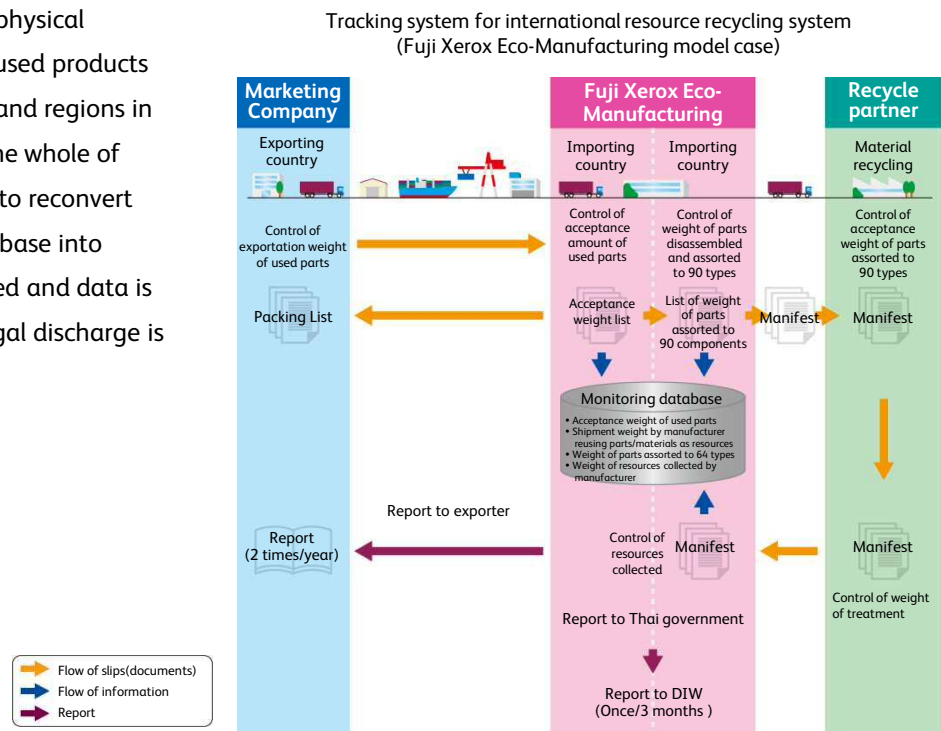 physical
used products
and regions in
he whole of
to reconvert
base into
ed and data is
gal discharge is
Tracking system for international resource recycling system
(Fuji Xerox Eco-Manufacturing model case)
Marketing
Company
Fuji Xerox Eco-
Manufacturing
Recycle
partner
Exporting
country
Importing
country
Importing
country
Material
recycling
Control of
exportation weight
of used parts
Control of
acceptance
amount of
used parts
Control of
weight of parts
disassembled
and assorted
to 90 types
Control of
acceptance
weight of parts
assorted to
90 types
Packing List
Acceptance
weight list
List of weight
of parts
assorted to
90 components
Manifest
Manifest
Monitoring database
• Acceptance weight of used parts
• Shipment weight by manufacturer
reusing parts/materials as resources
• Weight of parts assorted to 64 types
• Weight of resources collected by
manufacturer
Report to exporter
Report
(2 times/year)
Control of
resources
collected
Manifest
Manifest
Control of weight
of treatment
Report to Thai government
Report to DIW
(Once/3 months )
Flow of slips(documents)
Flow of information
Report